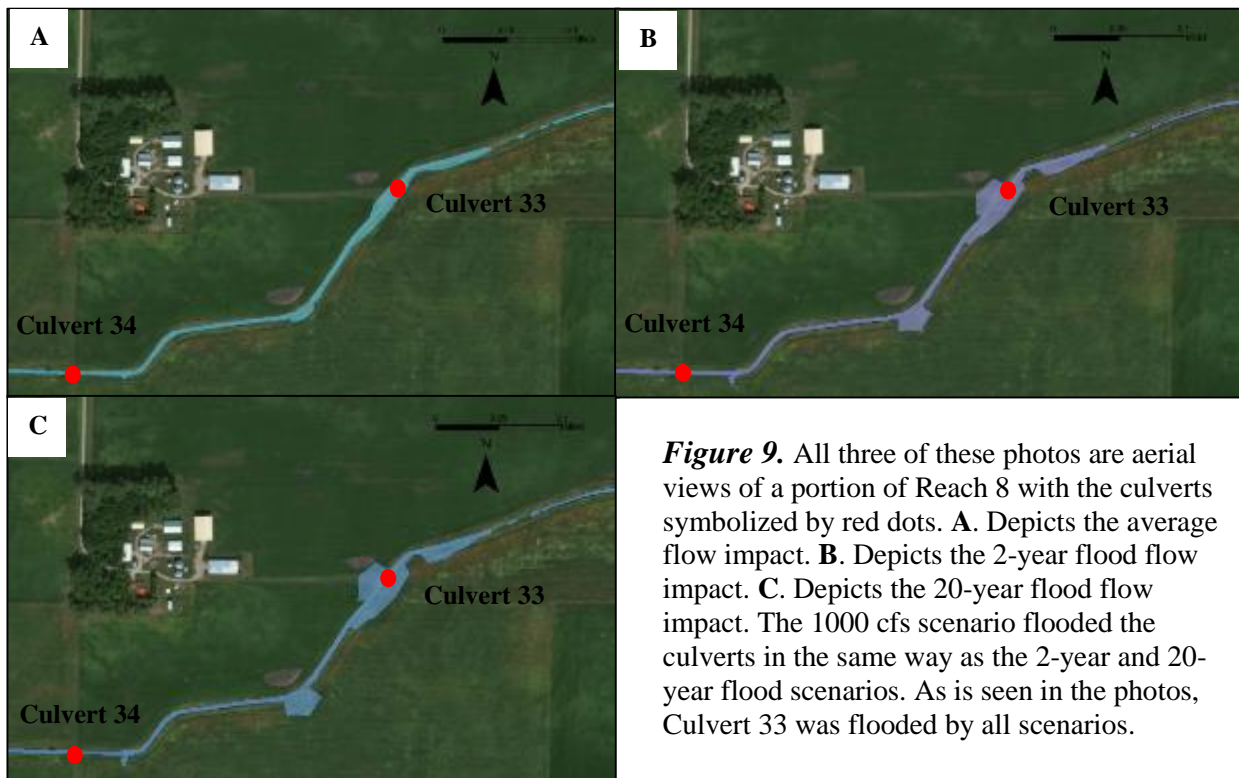 A
N
Culvert 33
Culvert 34
B
N
Culvert 33
Culvert 34
C
N
Culvert 33
Culvert 34
Figure 9. All three of these photos are aerial
views of a portion of Reach 8 with the culverts
symbolized by red dots. A. Depicts the average
flow impact. B. Depicts the 2-year flood flow
impact. C. Depicts the 20-year flood flow
impact. The 1000 cfs scenario flooded the
culverts in the same way as the 2-year and 20-
year flood scenarios. As is seen in the photos,
Culvert 33 was flooded by all scenarios.